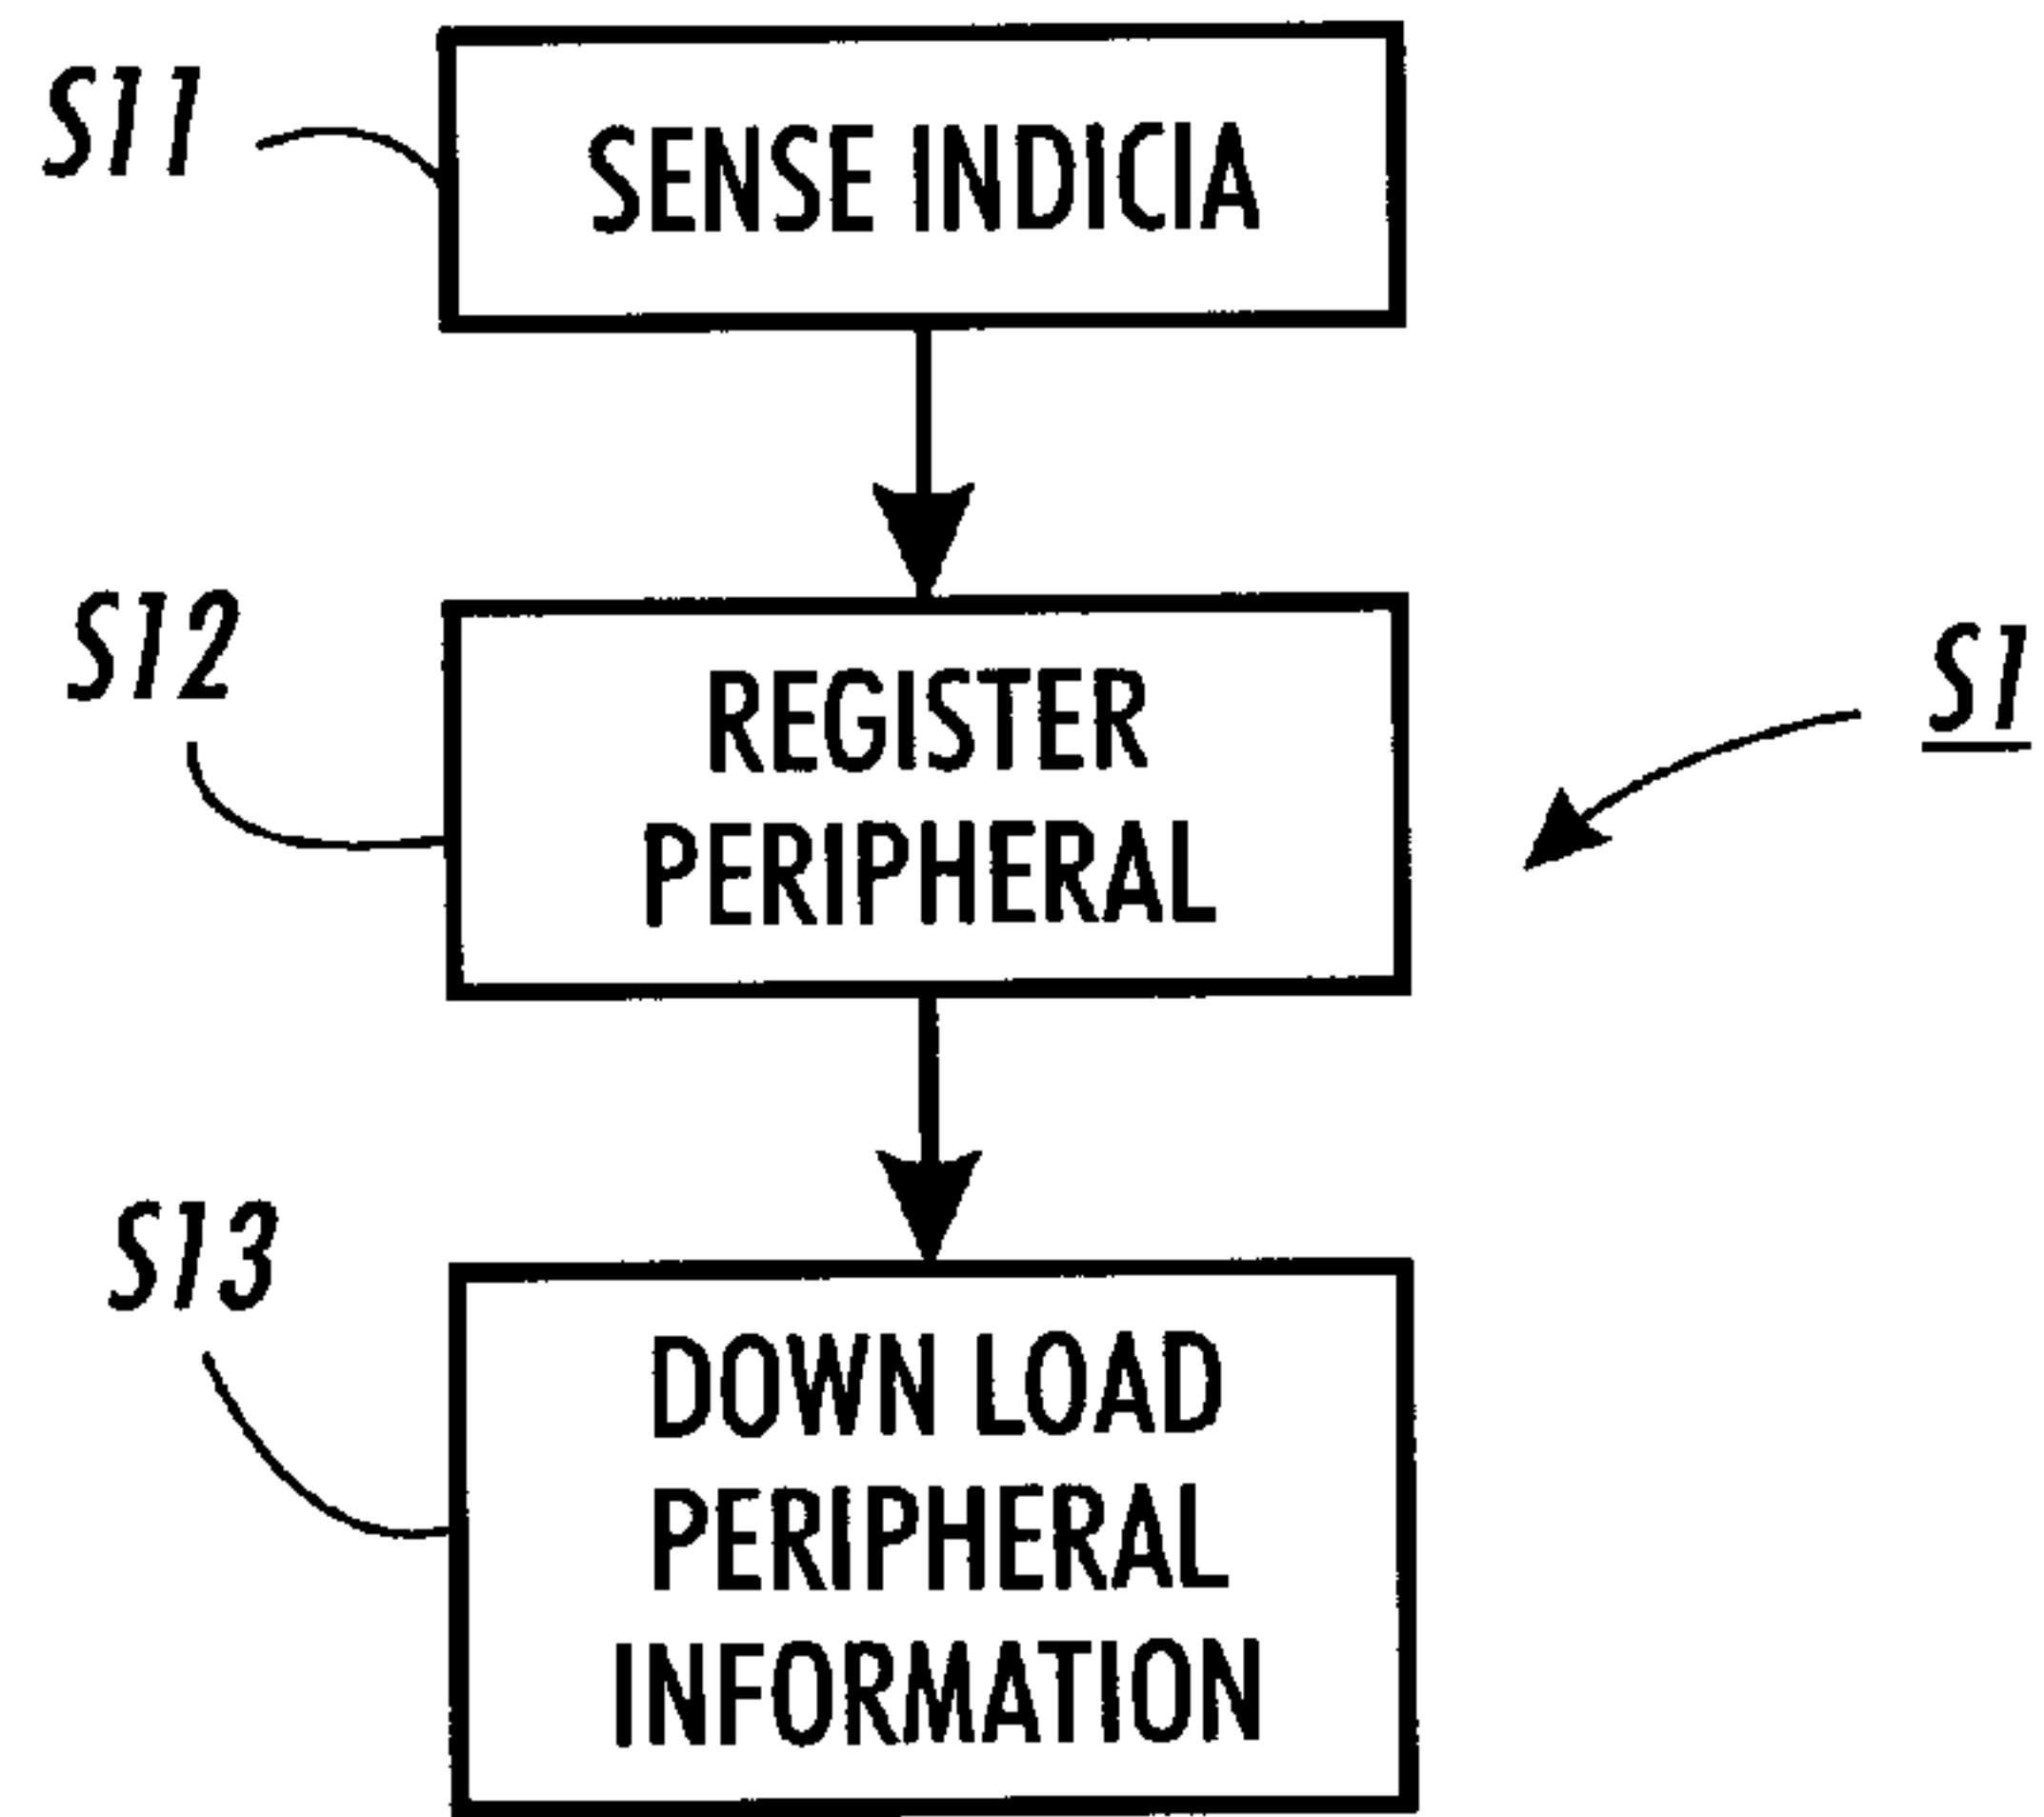 S11
SENSE INDICIA
S12
REGISTER
PERIPHERAL
S1
S13
DOWN LOAD
PERIPHERAL
INFORMATION